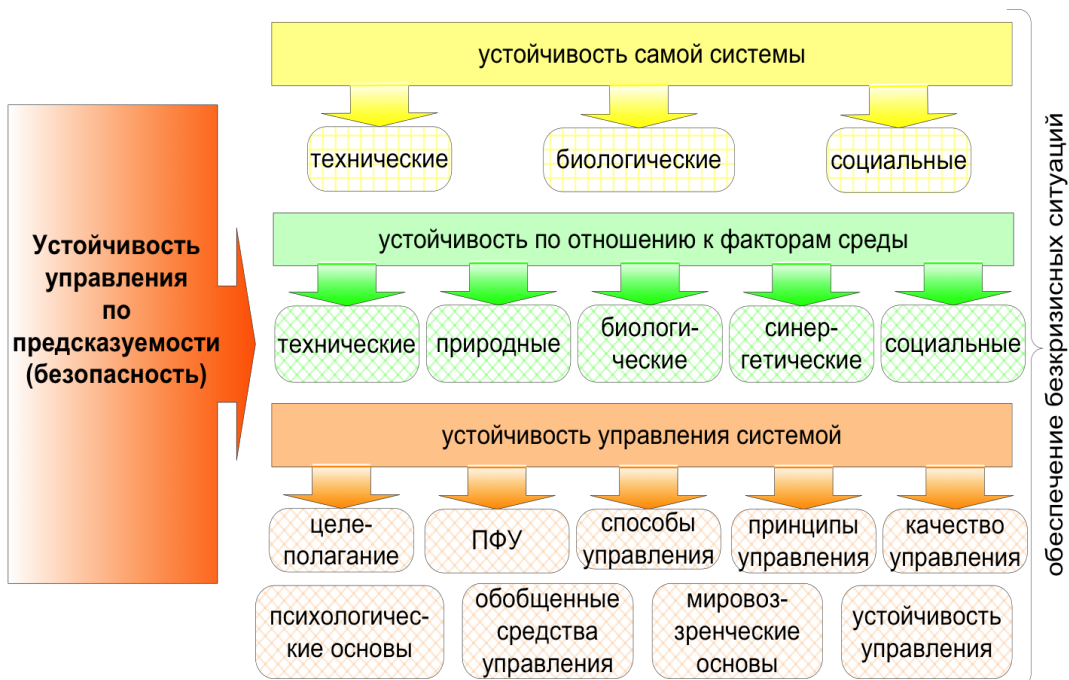 устойчивость самой системы
технические
биологические
социальные
Устойчивость
управления
по
предсказуемости
(безопасность)
устойчивость по отношению к факторам среды
технические
природные
биологи-
ческие
синер-
гетические
социальные
устойчивость управления системой
целе-
полагание
ПФУ
способы
управления
принципы
управления
качество
управления
психологичес-
кие основы
обобщенные
средства
управления
мировоз-
зренческие
основы
устойчивость
управления
обеспечение безкризисных ситуаций